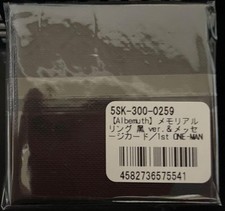 5SK-300-0259
【Albemuth】メモリアル
リング 黒 ver.＆メッセ
ージカード／1st ONE-MAN
4582736575541